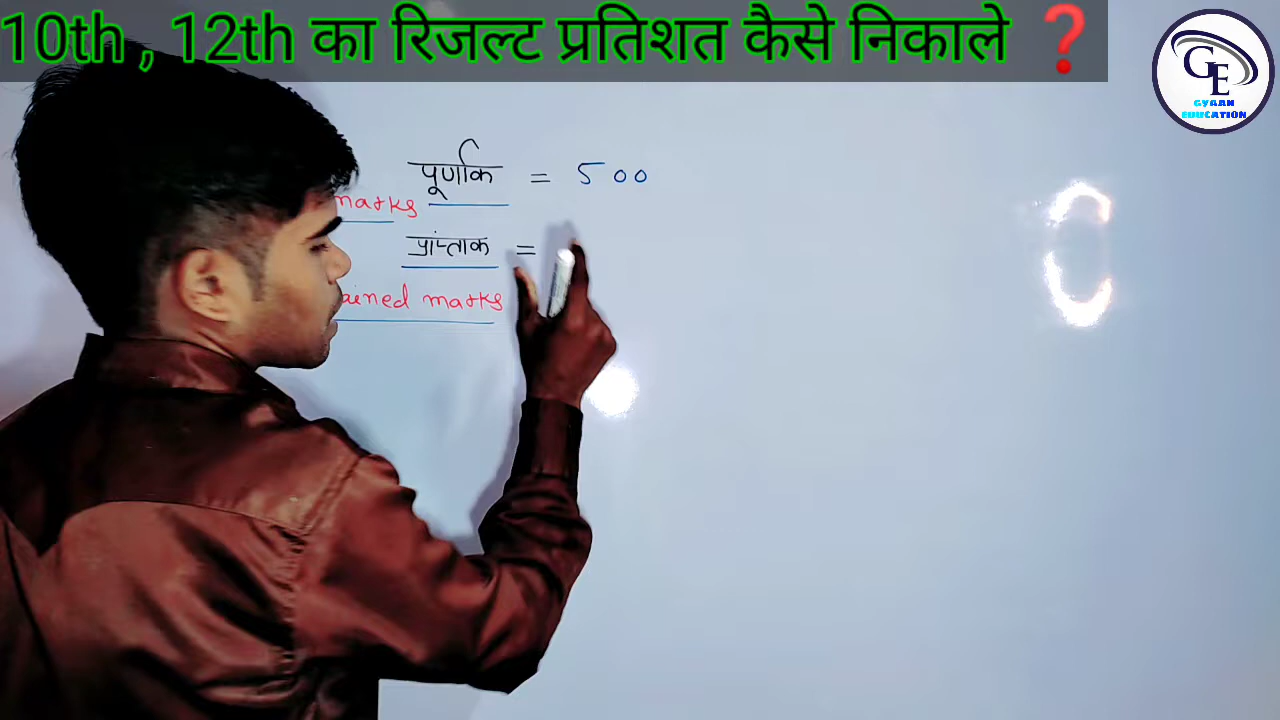 10th , 12th का रिजल्ट प्रतिशत कैसे निकाले ❓
GE
GYAAN
EDUCATION
पूर्णांक = 500
marks
प्राप्तांक =
ained marks